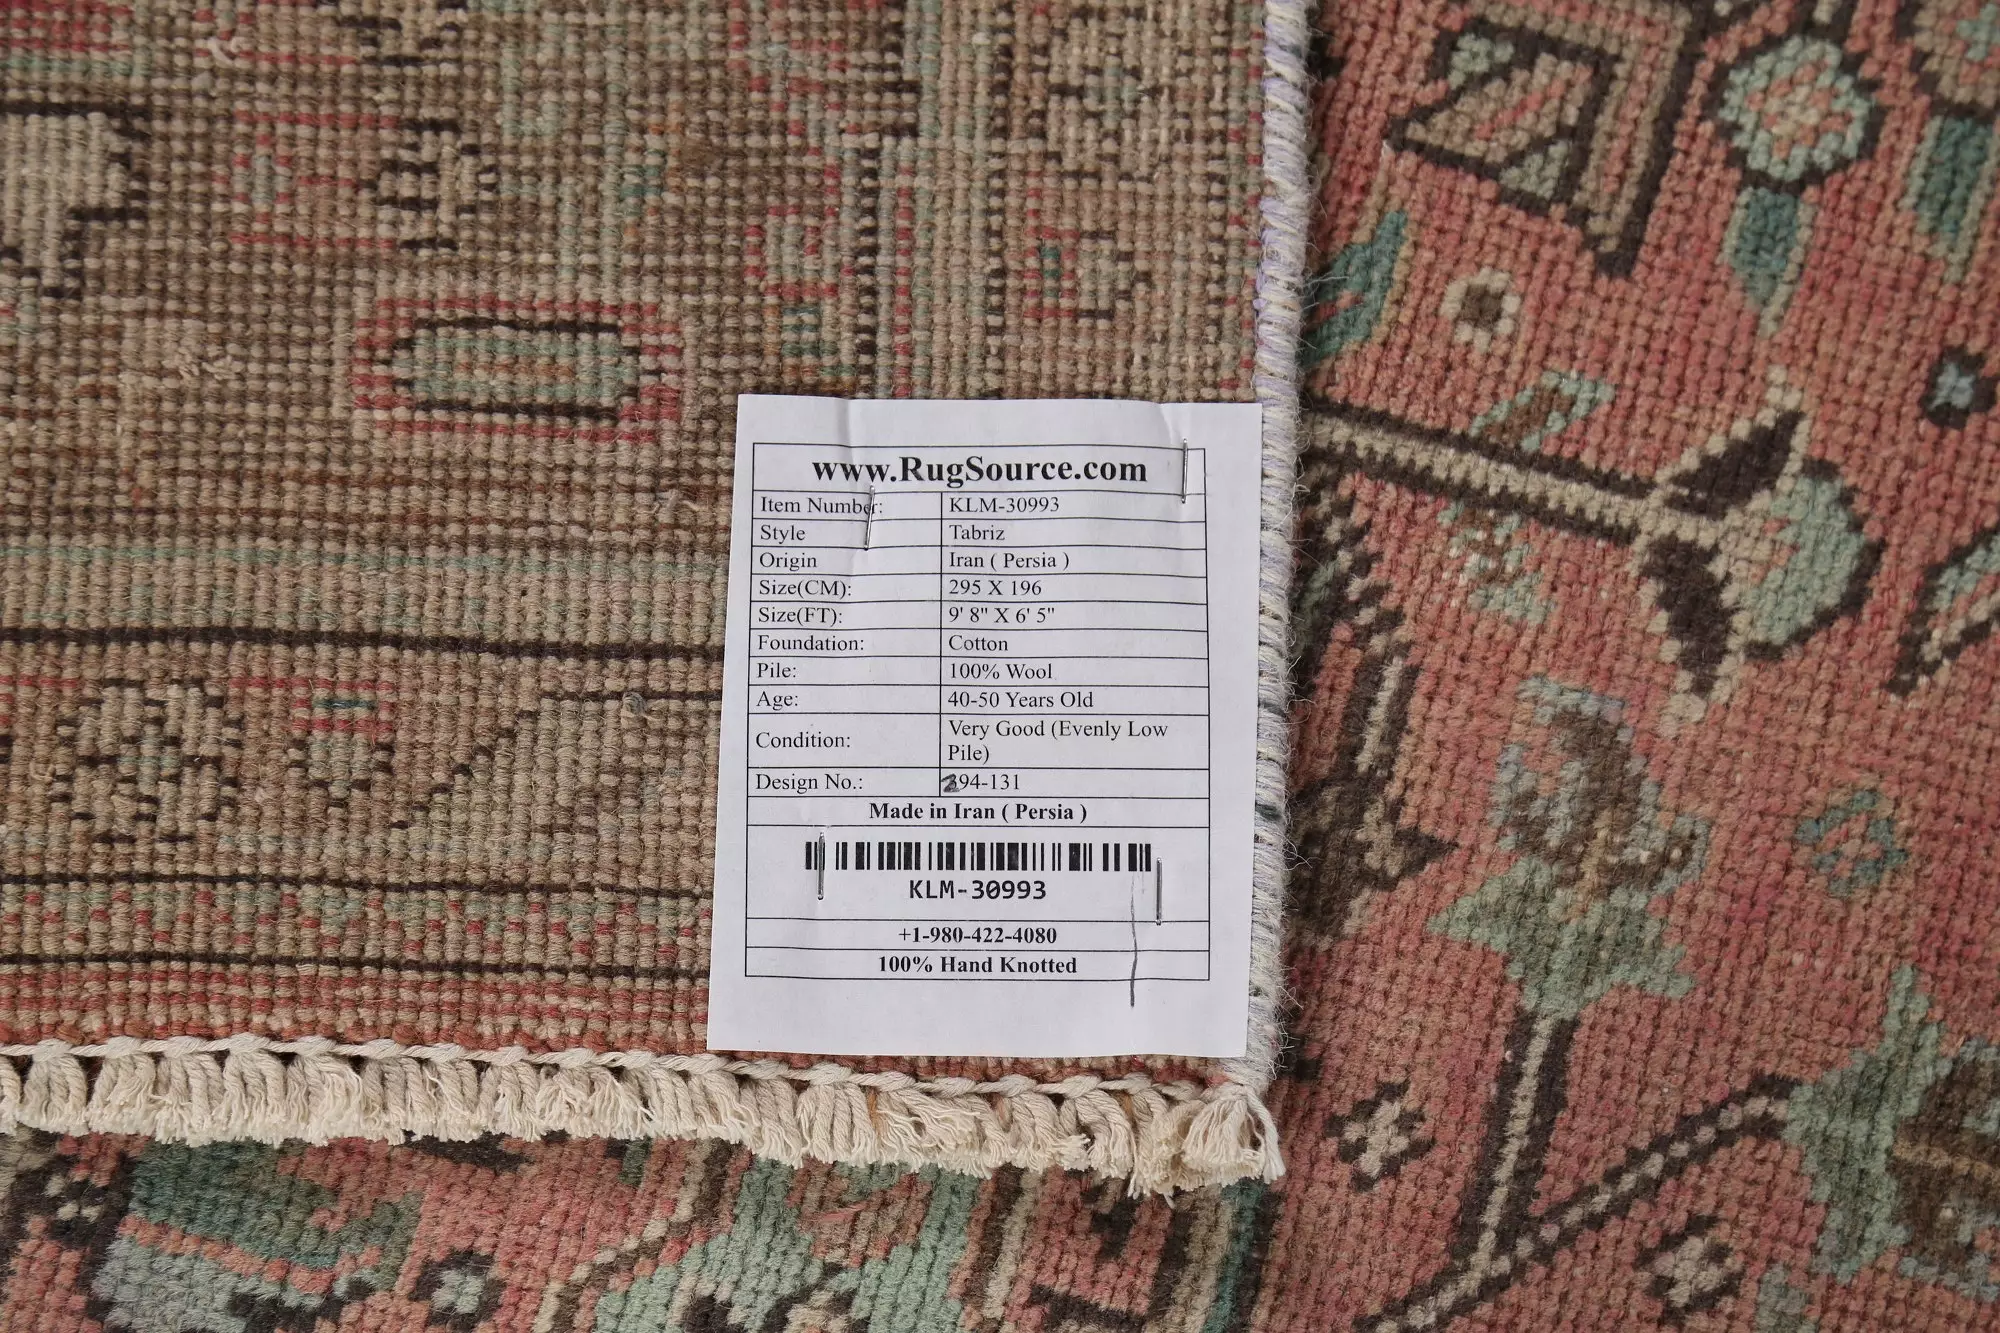 www.RugSource.com
Item Number: KLM-30993
Style Tabriz
Origin Iran ( Persia )
Size(CM): 295 X 196
Size(FT): 9' 8" X 6' 5"
Foundation: Cotton
Pile: 100% Wool
Age: 40-50 Years Old
Condition: Very Good (Evenly Low
Pile)
Design No.: 294-131
Made in Iran ( Persia )
KLM-30993
+1-980-422-4080
100% Hand Knotted